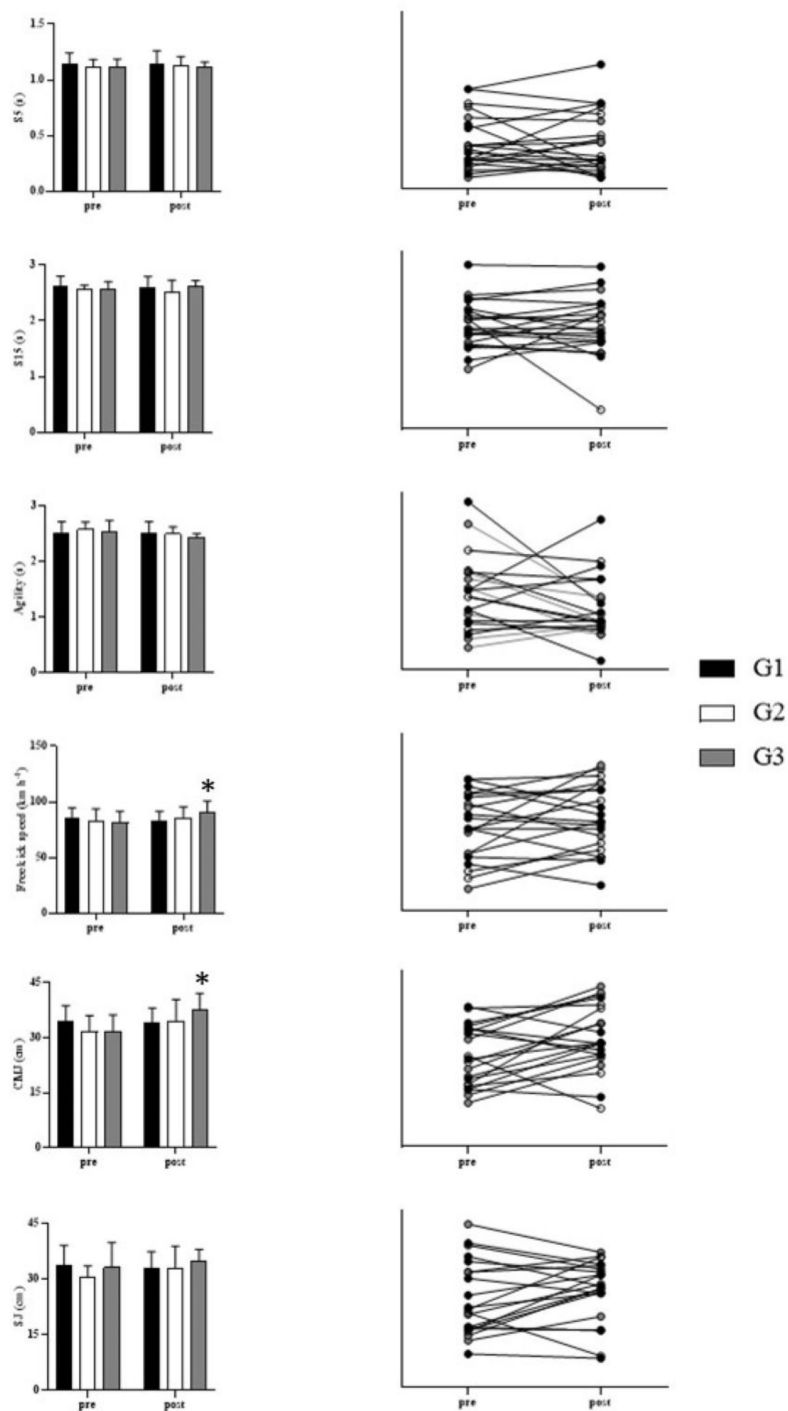 1.5
1.0
0.5
0.0
S5 (s)
pre post
pre post
3
2
1
0
S15 (s)
pre post
pre post
3
2
1
0
Agility (s)
pre post
pre post
G1
G2
G3
150
100
50
0
Freekick speed (km h⁻¹)
*
pre post
pre post
45
30
15
0
CMJ (cm)
*
pre post
pre post
45
30
15
0
SJ (cm)
pre post
pre post